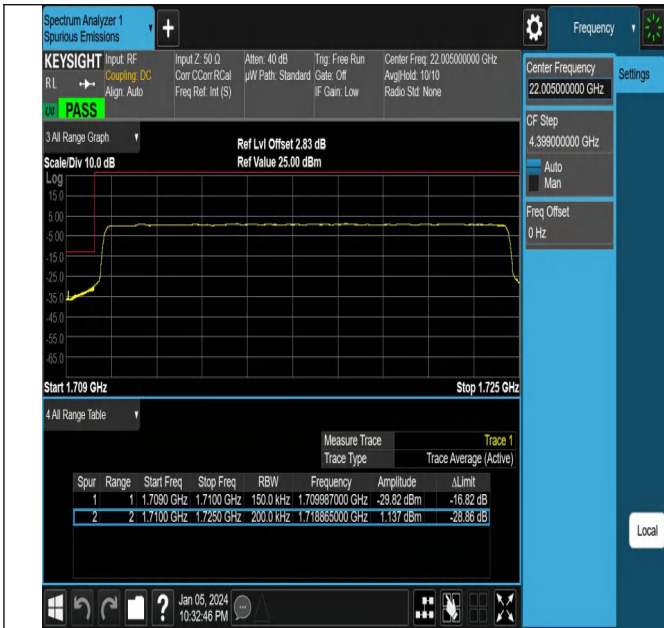 Spectrum Analyzer 1
Spurious Emissions
Frequency
KEYSIGHT
RL
PASS
Input: RF
Coupling: DC
Align: Auto
Input Z: 50 Ω
Corr CCorr RCal
Freq Ref: Int (S)
Atten: 40 dB
µW Path: Standard
Trig: Free Run
Gate: Off
IF Gain: Low
Center Freq: 22.005000000 GHz
Avg|Hold: 10/10
Radio Std: None
Center Frequency
22.005000000 GHz
Settings
CF Step
4.399000000 GHz
Auto
Man
Freq Offset
0 Hz
Local
3 All Range Graph
Scale/Div 10.0 dB
Ref Lvl Offset 2.83 dB
Ref Value 25.00 dBm
Log
15.0
5.00
-5.00
-15.0
-25.0
-35.0
-45.0
-55.0
-65.0
Start 1.709 GHz
Stop 1.725 GHz
4 All Range Table
Measure Trace Trace 1
Trace Type Trace Average (Active)
Spur Range Start Freq Stop Freq RBW Frequency Amplitude ΔLimit
1 1 1.7090 GHz 1.7100 GHz 150.0 kHz 1.709987000 GHz -29.82 dBm -16.82 dB
2 2 1.7100 GHz 1.7250 GHz 200.0 kHz 1.718865000 GHz 1.137 dBm -28.86 dB
Jan 05, 2024
10:32:46 PM